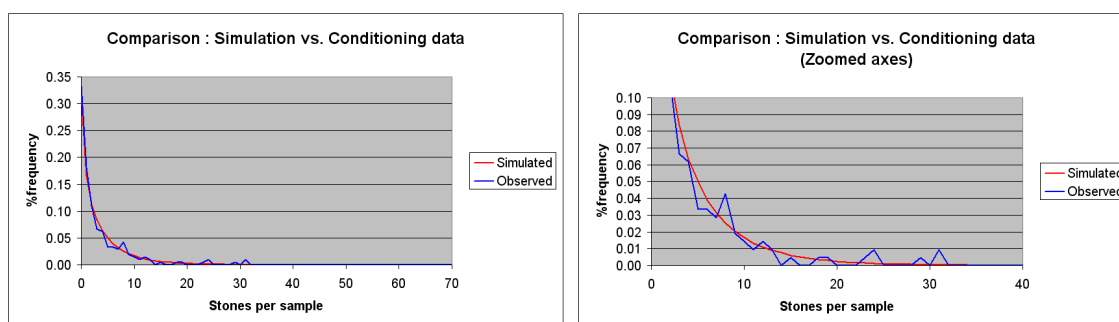 Comparison : Simulation vs. Conditioning data
0.35
0.30
0.25
0.20
0.15
0.10
0.05
0.00
%frequency
0 10 20 30 40 50 60 70
Stones per sample
Simulated
Observed
Comparison : Simulation vs. Conditioning data
(Zoomed axes)
0.10
0.09
0.08
0.07
0.06
0.05
0.04
0.03
0.02
0.01
0.00
%frequency
0 10 20 30 40
Stones per sample
Simulated
Observed